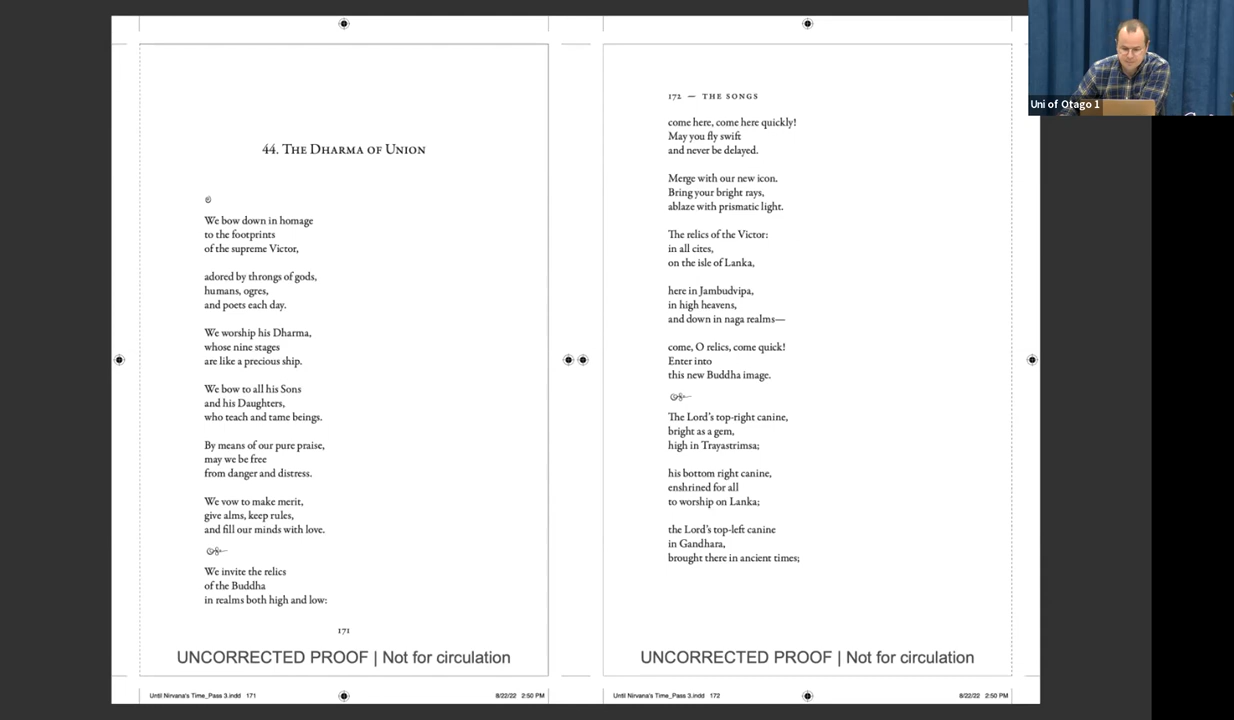 44. The Dharma of Union
We bow down in homage
to the footprints
of the supreme Victor,
adored by throngs of gods,
humans, ogres,
and poets each day.
We worship his Dharma,
whose nine stages
are like a precious ship.
We bow to all his Sons
and his Daughters,
who teach and tame beings.
By means of our pure praise,
may we be free
from danger and distress.
We vow to make merit,
give alms, keep rules,
and fill our minds with love.
We invite the relics
of the Buddha
in realms both high and low:
171
UNCORRECTED PROOF | Not for circulation
Until Nirvana's Time_Pass 3.indd 171
8/22/22 2:50 PM
172 — THE SONGS
come here, come here quickly!
May you fly swift
and never be delayed.
Merge with our new icon.
Bring your bright rays,
ablaze with prismatic light.
The relics of the Victor:
in all cites,
on the isle of Lanka,
here in Jambudvipa,
in high heavens,
and down in naga realms—
come, O relics, come quick!
Enter into
this new Buddha image.
The Lord's top-right canine,
bright as a gem,
high in Trayastrimsa;
his bottom right canine,
enshrined for all
to worship on Lanka;
the Lord's top-left canine
in Gandhara,
brought there in ancient times;
UNCORRECTED PROOF | Not for circulation
Until Nirvana's Time_Pass 3.indd 172
8/22/22 2:50 PM
Uni of Otago 1